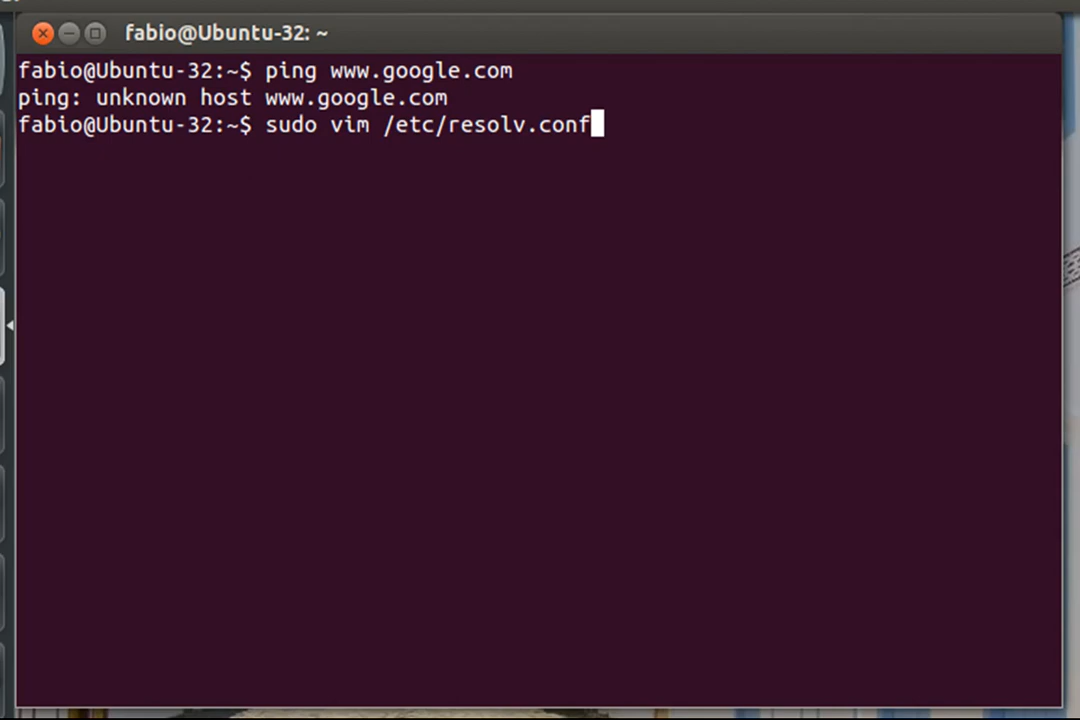 fabio@Ubuntu-32: ~
fabio@Ubuntu-32:~$ ping www.google.com
ping: unknown host www.google.com
fabio@Ubuntu-32:~$ sudo vim /etc/resolv.conf